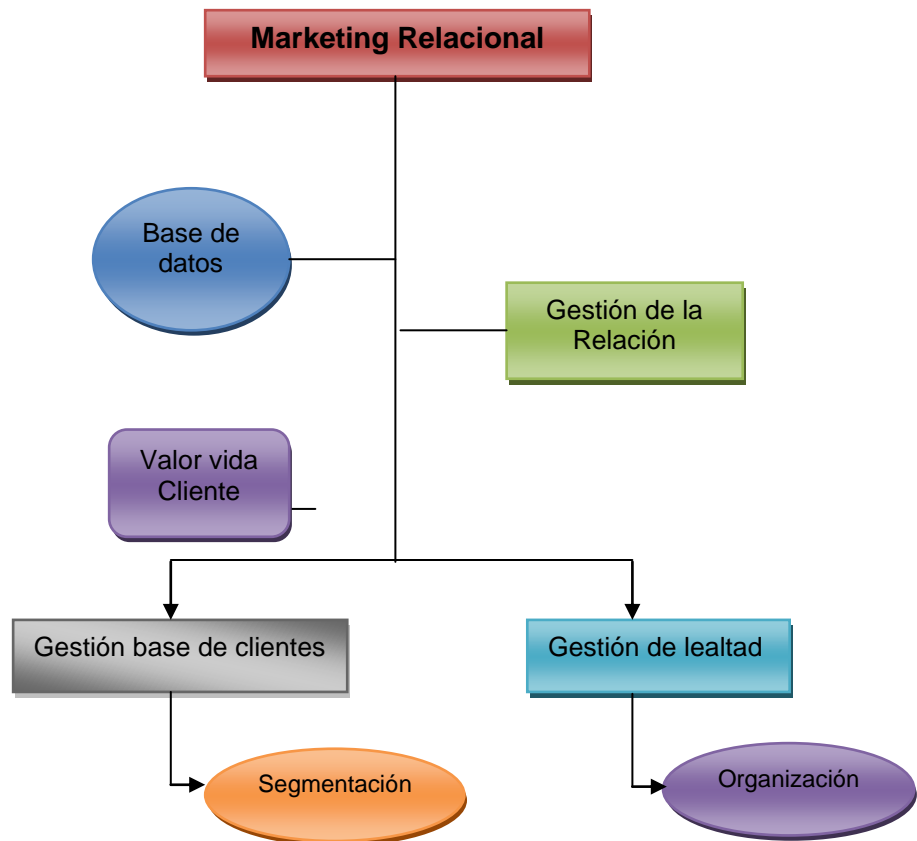 Marketing Relacional
Base de
datos
Gestión de la
Relación
Valor vida
Cliente
Gestión base de clientes
Gestión de lealtad
Segmentación
Organización